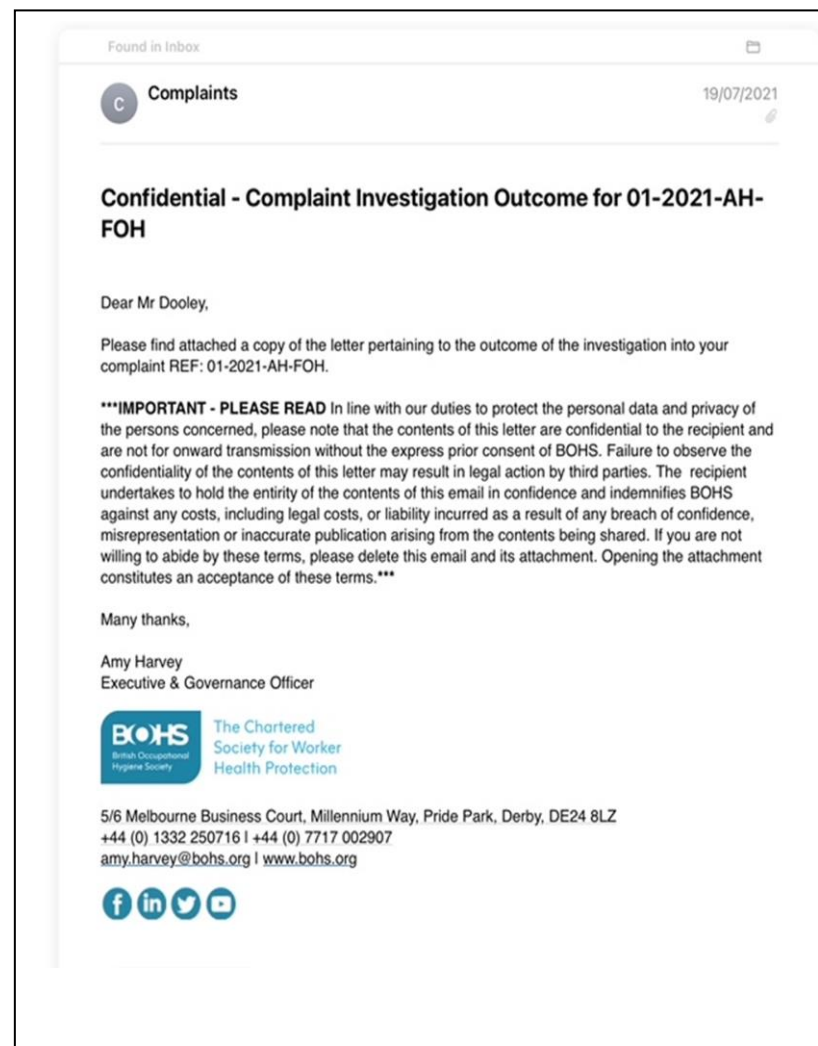 Found in Inbox
C
Complaints
19/07/2021
Confidential - Complaint Investigation Outcome for 01-2021-AH-
FOH
Dear Mr Dooley,
Please find attached a copy of the letter pertaining to the outcome of the investigation into your
complaint REF: 01-2021-AH-FOH.
***IMPORTANT - PLEASE READ In line with our duties to protect the personal data and privacy of
the persons concerned, please note that the contents of this letter are confidential to the recipient and
are not for onward transmission without the express prior consent of BOHS. Failure to observe the
confidentiality of the contents of this letter may result in legal action by third parties. The  recipient
undertakes to hold the entirity of the contents of this email in confidence and indemnifies BOHS
against any costs, including legal costs, or liability incurred as a result of any breach of confidence,
misrepresentation or inaccurate publication arising from the contents being shared. If you are not
willing to abide by these terms, please delete this email and its attachment. Opening the attachment
constitutes an acceptance of these terms.***
Many thanks,
Amy Harvey
Executive & Governance Officer
BOHS
British Occupational
Hygiene Society
The Chartered
Society for Worker
Health Protection
5/6 Melbourne Business Court, Millennium Way, Pride Park, Derby, DE24 8LZ
+44 (0) 1332 250716 | +44 (0) 7717 002907
amy.harvey@bohs.org | www.bohs.org